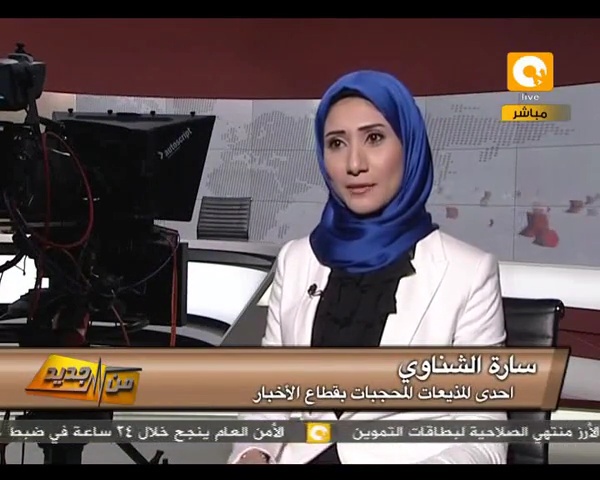 live
مباشر
autoscript
سارة الشناوي
احدى المذيعات المحجبات بقطاع الأخبار
من جديد
الأرز منتهي الصلاحية لبطاقات التموين
الأمن العام ينجح خلال ٢٤ ساعة في ضبط